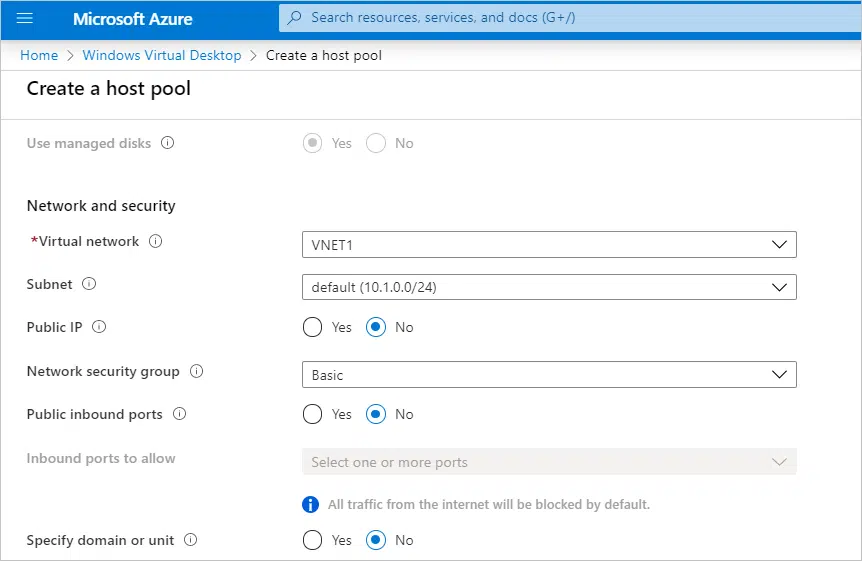 Microsoft Azure
Search resources, services, and docs (G+/)
Home > Windows Virtual Desktop > Create a host pool
Create a host pool
Use managed disks Yes No
Network and security
*Virtual network VNET1
Subnet default (10.1.0.0/24)
Public IP Yes No
Network security group Basic
Public inbound ports Yes No
Inbound ports to allow Select one or more ports
All traffic from the internet will be blocked by default.
Specify domain or unit Yes No